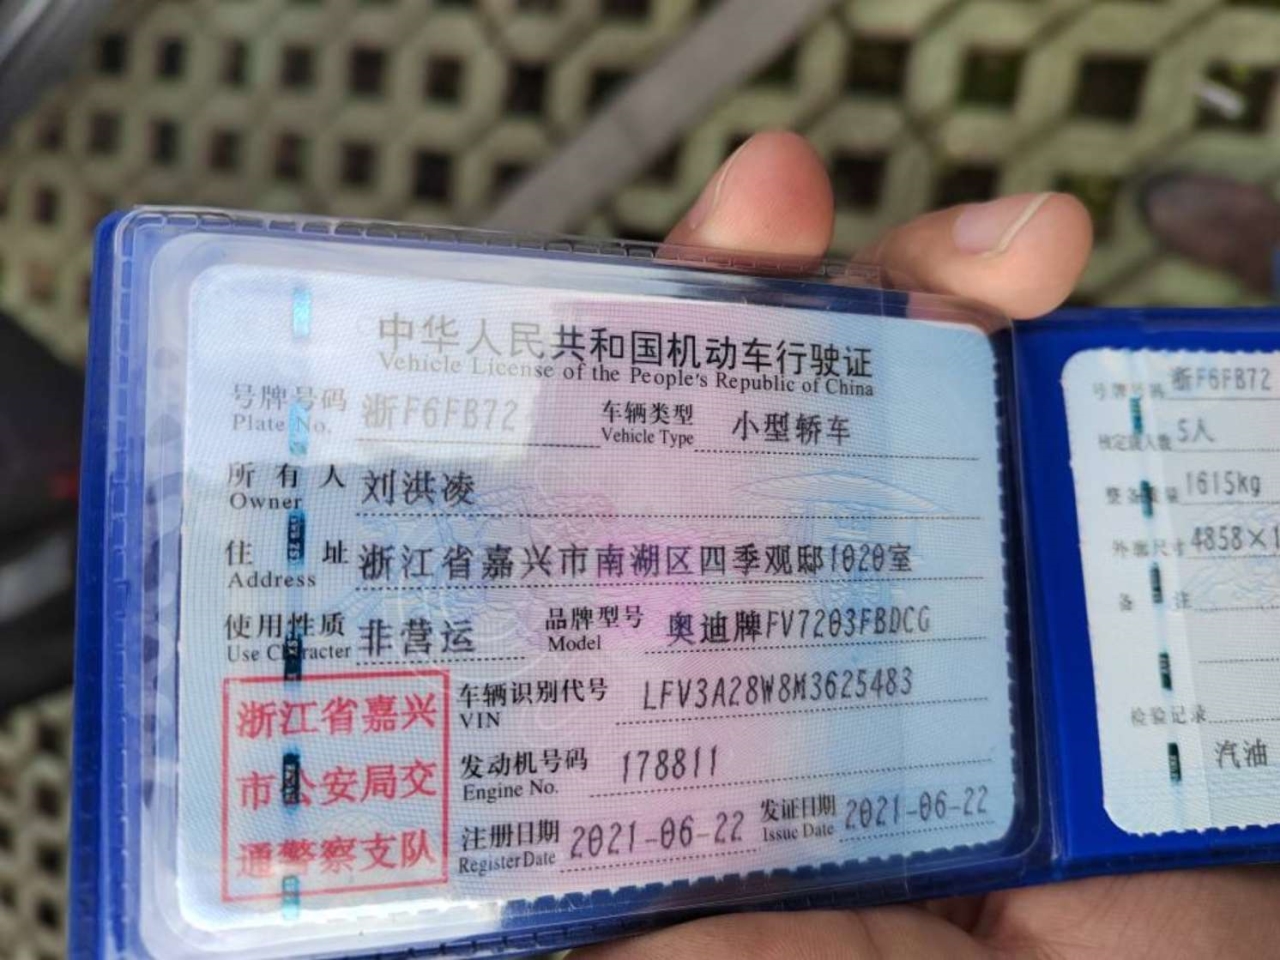 中华人民共和国机动车行驶证
Vehicle License of the People's Republic of China
号牌号码 浙F6FB72 车辆类型 小型轿车
Plate No. Vehicle Type
所有人 刘洪凌
Owner
住址 浙江省嘉兴市南湖区四季观邸1020室
Address
使用性质 非营运 品牌型号 奥迪牌FV7203FBDCG
Use Character Model
车辆识别代号 LFV3A28W8M3625483
VIN
发动机号码 178811
Engine No.
注册日期 2021-06-22 发证日期 2021-06-22
Register Date Issue Date
浙江省嘉兴
市公安局交
通警察支队
号牌号码 浙F6FB72
核定载人数 5人
整备质量 1615kg
外廓尺寸 4858×1
备注
检验记录
汽油